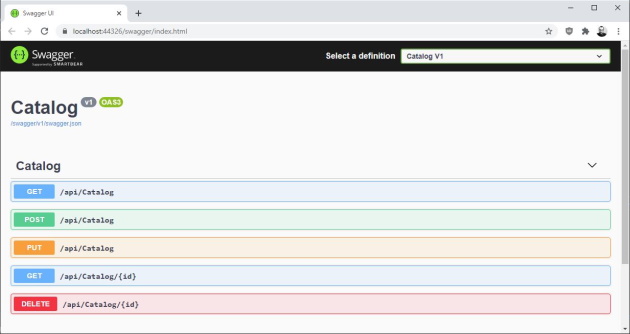 Swagger UI
localhost:44326/swagger/index.html
Swagger
Supported by SMARTBEAR
Select a definition
Catalog V1
Catalog v1 OAS3
/swagger/v1/swagger.json
Catalog
GET /api/Catalog
POST /api/Catalog
PUT /api/Catalog
GET /api/Catalog/{id}
DELETE /api/Catalog/{id}